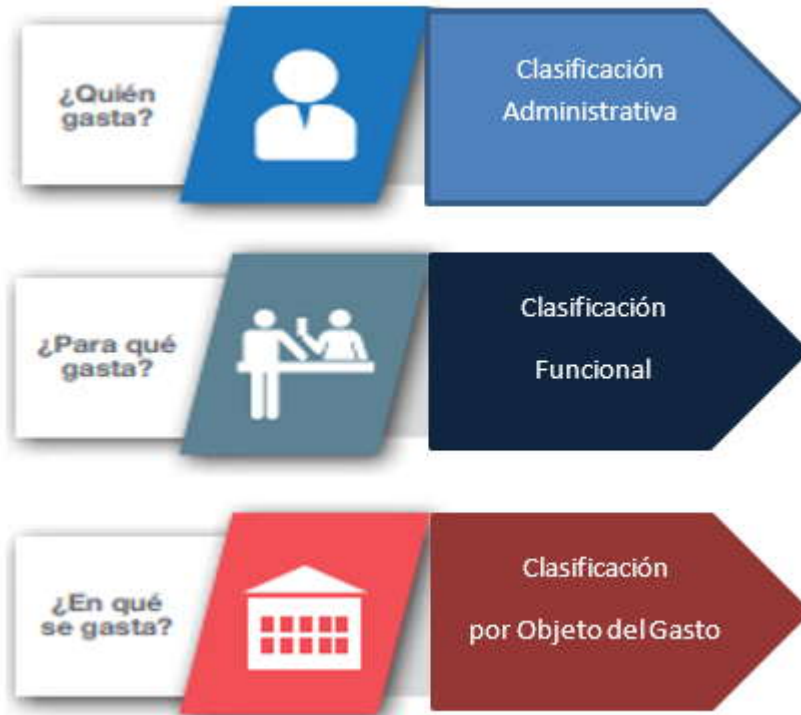 ¿Quién
gasta?
Clasificación
Administrativa
¿Para qué
gasta?
Clasificación
Funcional
¿En qué
se gasta?
Clasificación
por Objeto del Gasto